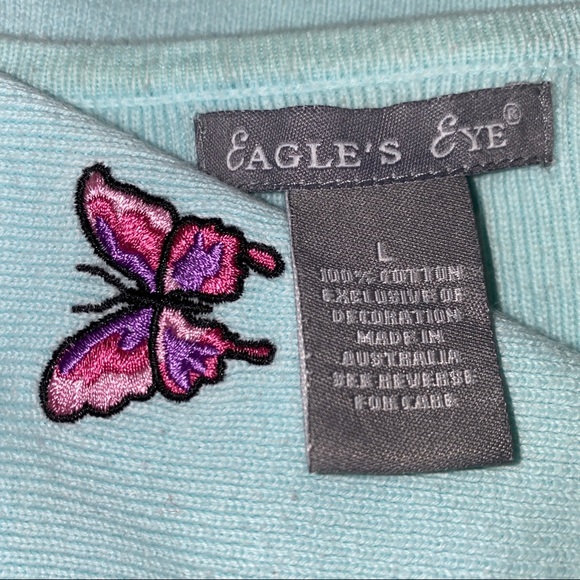 EAGLE'S EYE®
L
100% COTTON
EXCLUSIVE OF
DECORATION
MADE IN
AUSTRALIA
SEE REVERSE
FOR CARE